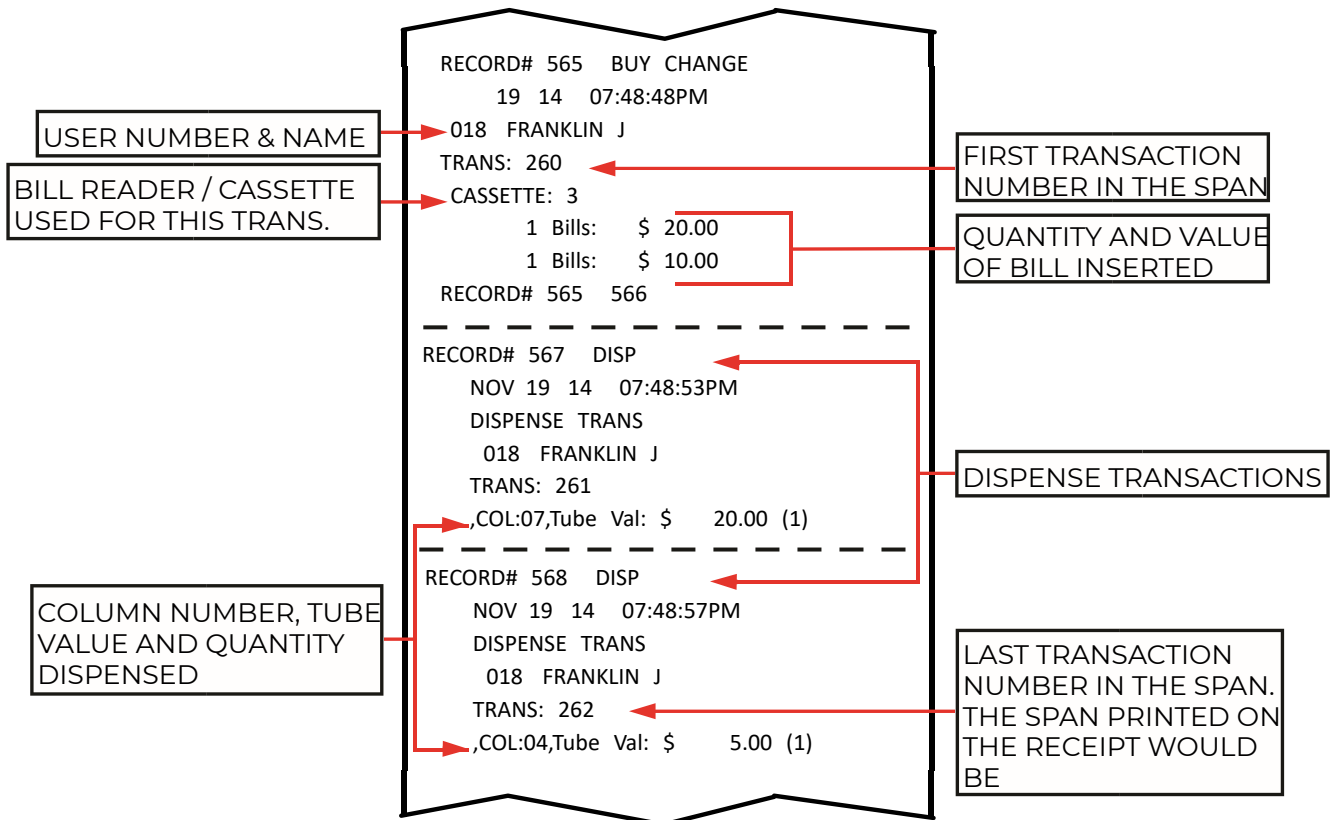 RECORD# 565 BUY CHANGE
19 14 07:48:48PM
USER NUMBER & NAME
018 FRANKLIN J
TRANS: 260
FIRST TRANSACTION
NUMBER IN THE SPAN
BILL READER / CASSETTE
USED FOR THIS TRANS.
CASSETTE: 3
1 Bills: $ 20.00
1 Bills: $ 10.00
QUANTITY AND VALUE
OF BILL INSERTED
RECORD# 565 566
RECORD# 567 DISP
NOV 19 14 07:48:53PM
DISPENSE TRANS
018 FRANKLIN J
DISPENSE TRANSACTIONS
TRANS: 261
,COL:07,Tube Val: $ 20.00 (1)
RECORD# 568 DISP
NOV 19 14 07:48:57PM
COLUMN NUMBER, TUBE
VALUE AND QUANTITY
DISPENSED
DISPENSE TRANS
018 FRANKLIN J
TRANS: 262
,COL:04,Tube Val: $ 5.00 (1)
LAST TRANSACTION
NUMBER IN THE SPAN.
THE SPAN PRINTED ON
THE RECEIPT WOULD
BE